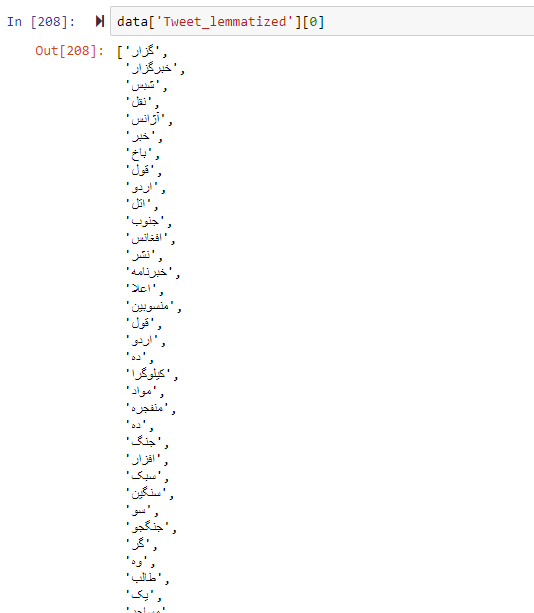 In [208]: data['Tweet_lemmatized'][0]
Out[208]: ['گزار',
'خبرگزار',
'شبس',
'نقل',
'آژانس',
'خبر',
'باخ',
'قول',
'اردو',
'اتل',
'جنوب',
'افغانس',
'نشر',
'خبرنامه',
'اعلا',
'منسوبین',
'قول',
'اردو',
'ده',
'کیلوگرا',
'مواد',
'منفجره',
'ده',
'جنگ',
'افزار',
'سبک',
'سنگین',
'سو',
'جنگجو',
'گر',
'وه',
'طالب',
'یک',